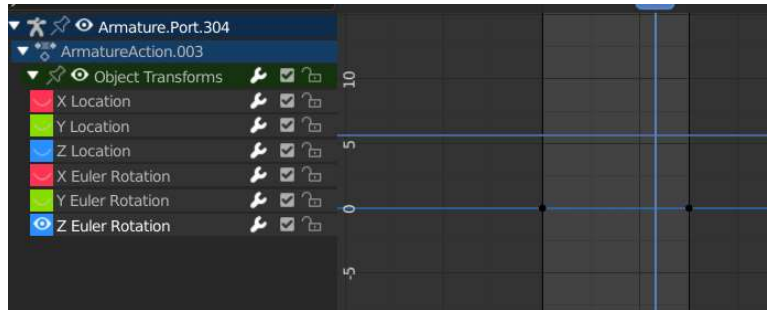 Armature.Port.304
ArmatureAction.003
Object Transforms
X Location
Y Location
Z Location
X Euler Rotation
Y Euler Rotation
Z Euler Rotation
10
5
0
-5